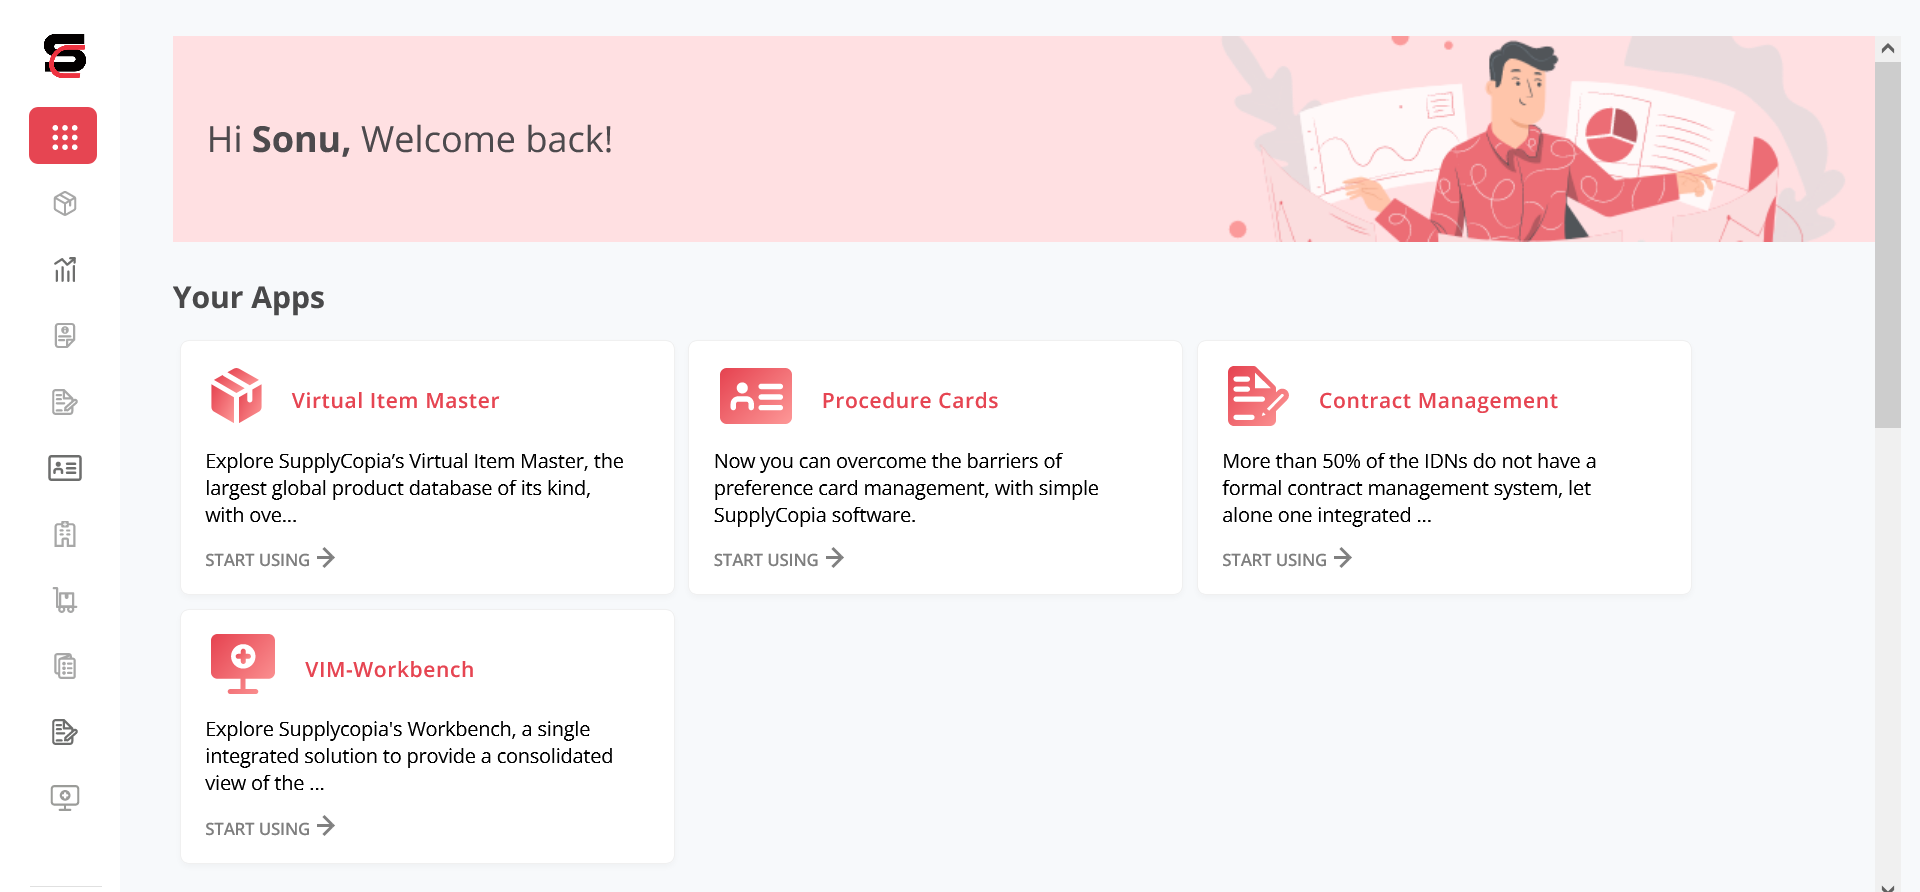 Hi Sonu, Welcome back!
Your Apps
Virtual Item Master
Explore SupplyCopia’s Virtual Item Master, the
largest global product database of its kind,
with ove...
START USING
Procedure Cards
Now you can overcome the barriers of
preference card management, with simple
SupplyCopia software.
START USING
Contract Management
More than 50% of the IDNs do not have a
formal contract management system, let
alone one integrated ...
START USING
VIM-Workbench
Explore Supplycopia's Workbench, a single
integrated solution to provide a consolidated
view of the ...
START USING